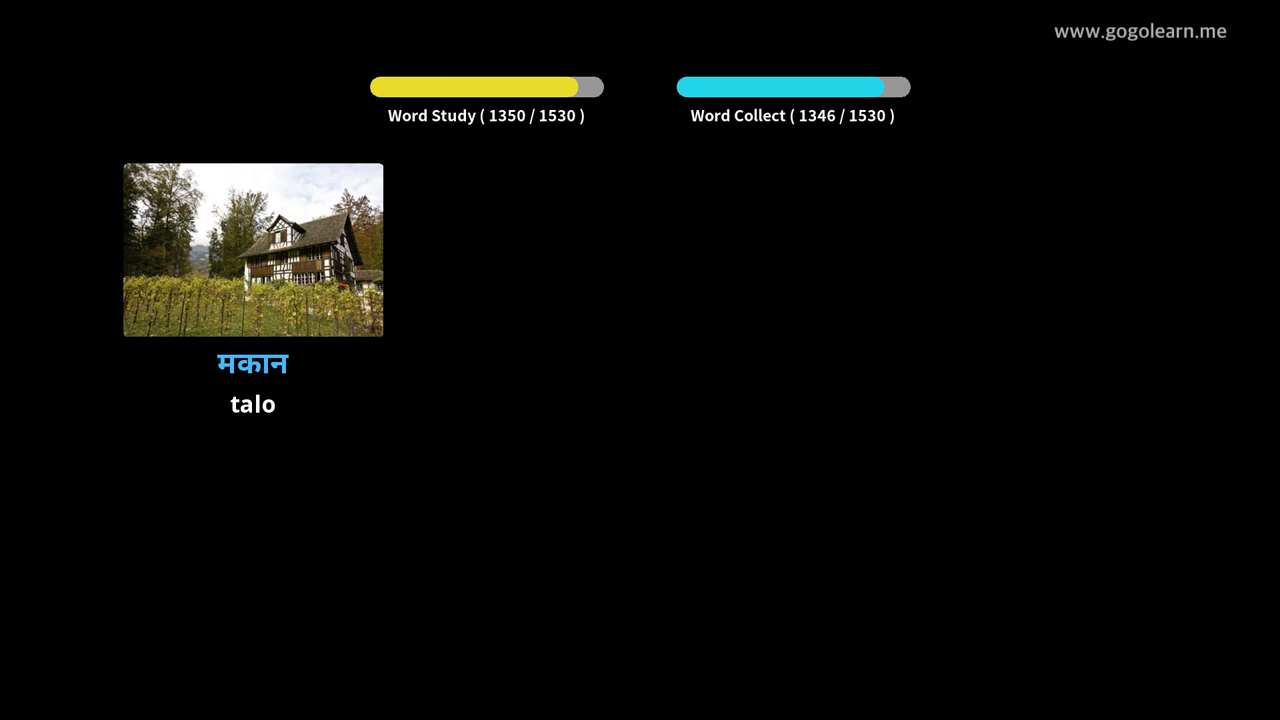 www.gogolearn.me
Word Study ( 1350 / 1530 )
Word Collect ( 1346 / 1530 )
मकान
talo